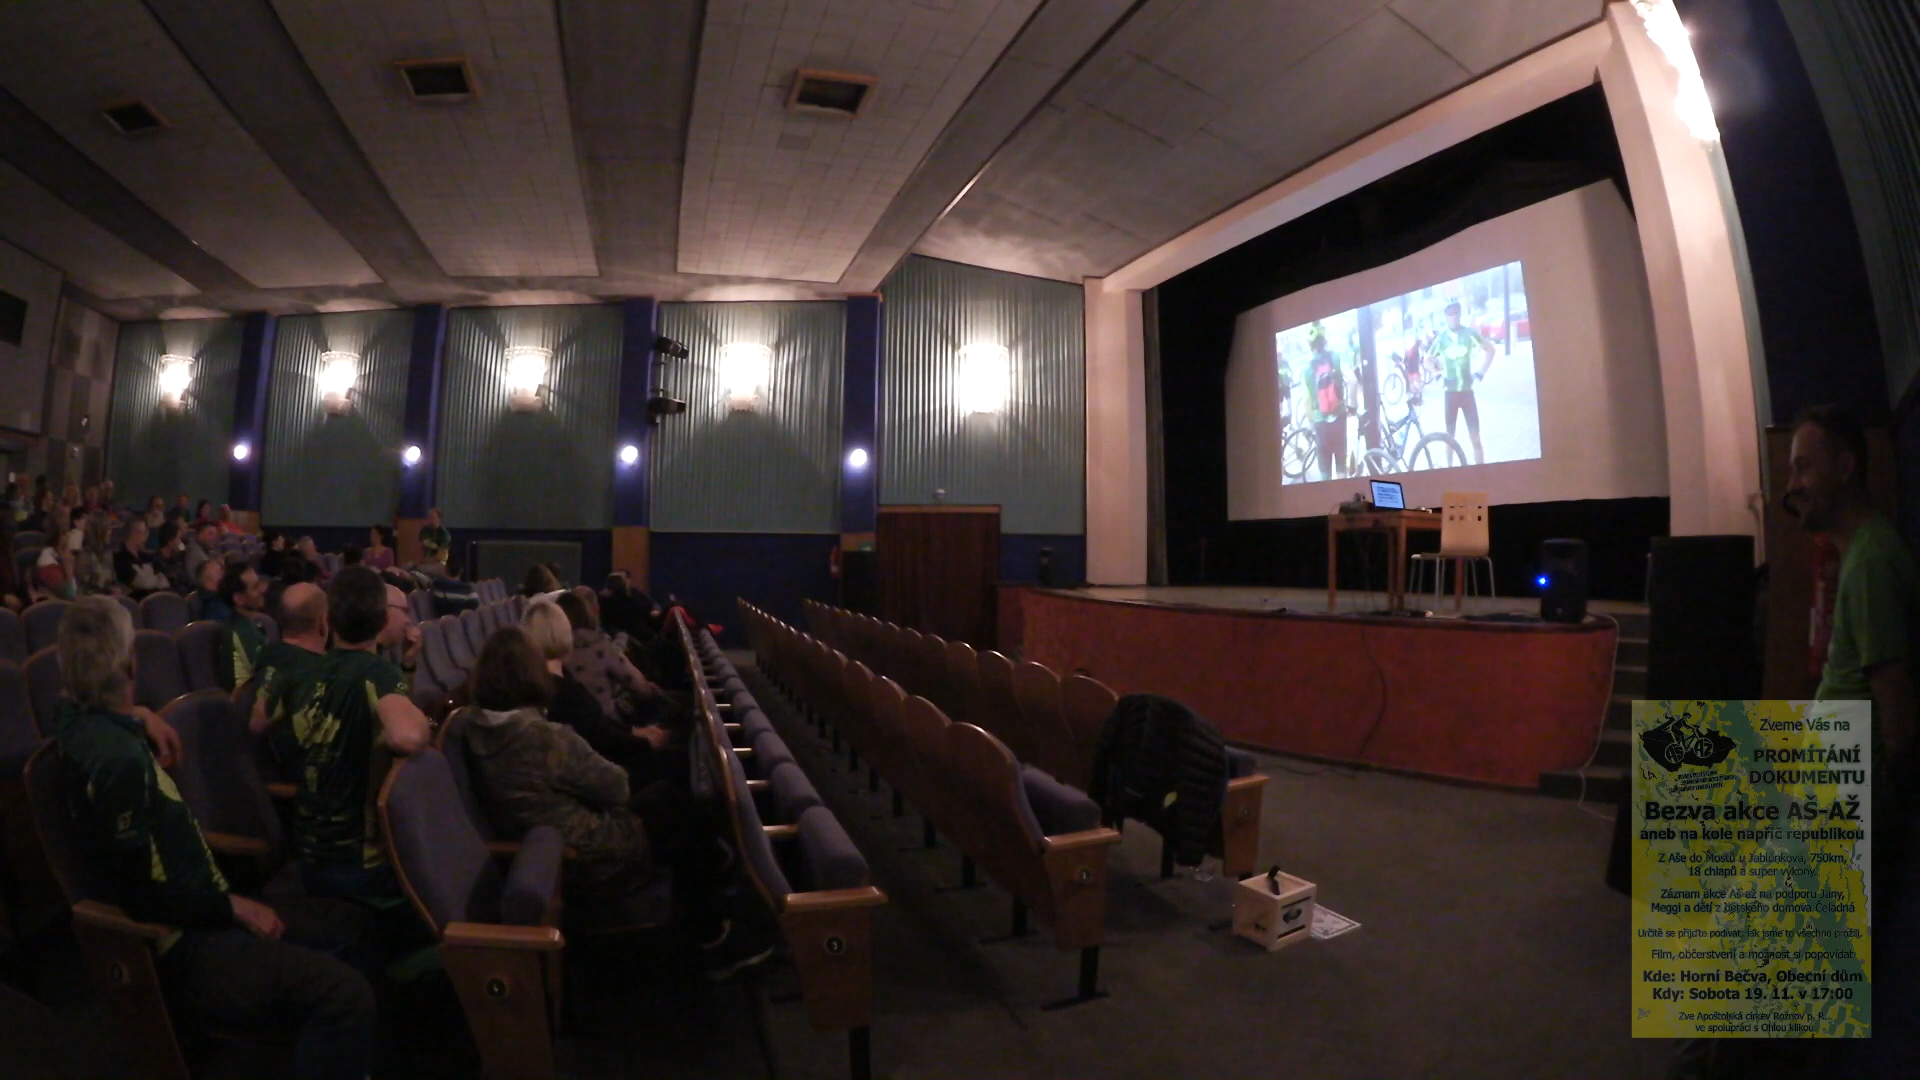 Zveme Vás na
PROMÍTÁNÍ
DOKUMENTU
AŠ AŽ
Bezva akce AŠ-AŽ
aneb na kole napříč republikou
Z Aše do Mostů u Jablunkova, 750km,
18 chlapů a super výkony.
Záznam akce Aš-až na podporu Jany,
Meggi a dětí z dětského domova Čeladná
Určitě se přijďte podívat, jak jsme to všechno prožili.
Film, občerstvení a možnost si popovídat
Kde: Horní Bečva, Obecní dům
Kdy: Sobota 19. 11. v 17:00
Zve Apoštolská církev Rožnov p. R.
ve spolupráci s Ohlou klikou